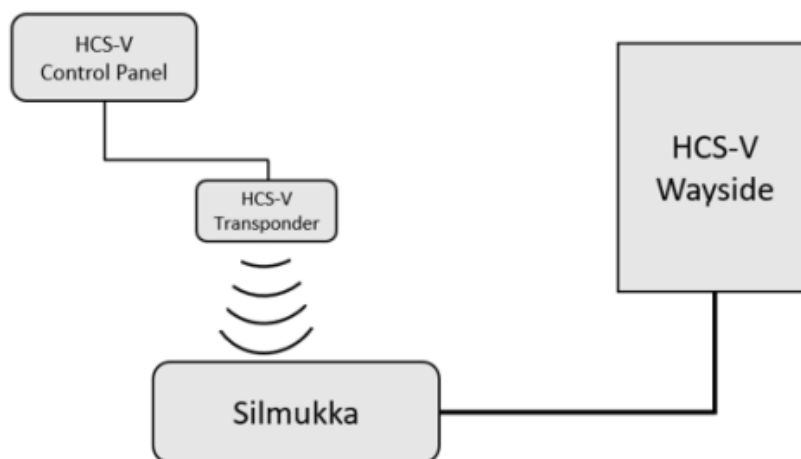 HCS-V
Control Panel
HCS-V
Transponder
HCS-V
Wayside
Silmukka